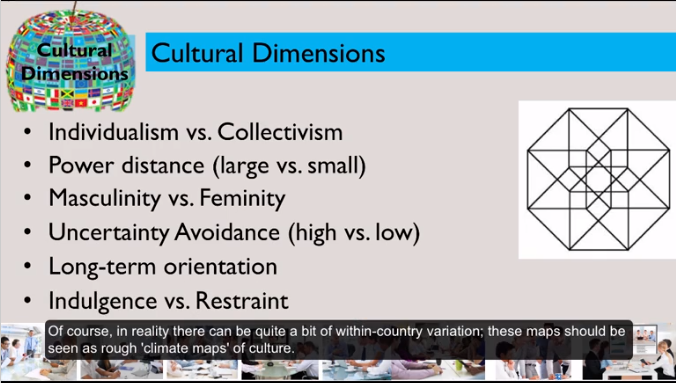 Cultural
Dimensions
Cultural Dimensions
• Individualism vs. Collectivism
• Power distance (large vs. small)
• Masculinity vs. Feminity
• Uncertainty Avoidance (high vs. low)
• Long-term orientation
• Indulgence vs. Restraint
Of course, in reality there can be quite a bit of within-country variation; these maps should be
seen as rough 'climate maps' of culture.